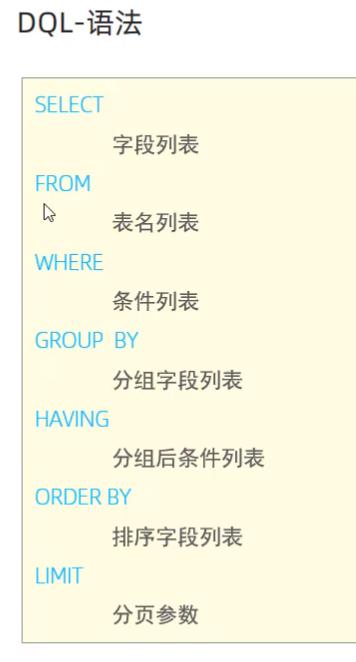 DQL-语法
SELECT
字段列表
FROM
表名列表
WHERE
条件列表
GROUP BY
分组字段列表
HAVING
分组后条件列表
ORDER BY
排序字段列表
LIMIT
分页参数